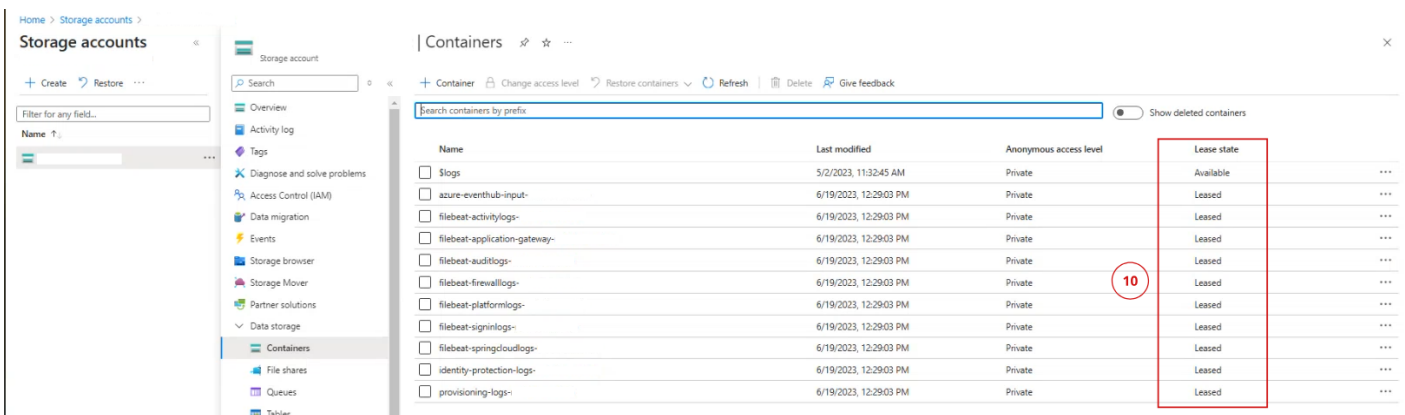 Home > Storage accounts >
Storage accounts
Storage account
| Containers
Create Restore
Search
Container Change access level Restore containers Refresh Delete Give feedback
Filter for any field...
Name
Overview
Activity log
Tags
Diagnose and solve problems
Access Control (IAM)
Data migration
Events
Storage browser
Storage Mover
Partner solutions
Data storage
Containers
File shares
Queues
Tables
Search containers by prefix
Show deleted containers
Name Last modified Anonymous access level Lease state
$logs 5/2/2023, 11:32:45 AM Private Available
azure-eventhub-input- 6/19/2023, 12:29:03 PM Private Leased
filebeat-activitylogs- 6/19/2023, 12:29:03 PM Private Leased
filebeat-application-gateway- 6/19/2023, 12:29:03 PM Private Leased
filebeat-auditlogs- 6/19/2023, 12:29:03 PM Private Leased
filebeat-firewalllogs- 6/19/2023, 12:29:03 PM Private Leased
filebeat-platformlogs- 6/19/2023, 12:29:03 PM Private Leased
filebeat-signinlogs- 6/19/2023, 12:29:03 PM Private Leased
filebeat-springcloudlogs- 6/19/2023, 12:29:03 PM Private Leased
identity-protection-logs- 6/19/2023, 12:29:03 PM Private Leased
provisioning-logs- 6/19/2023, 12:29:03 PM Private Leased
10